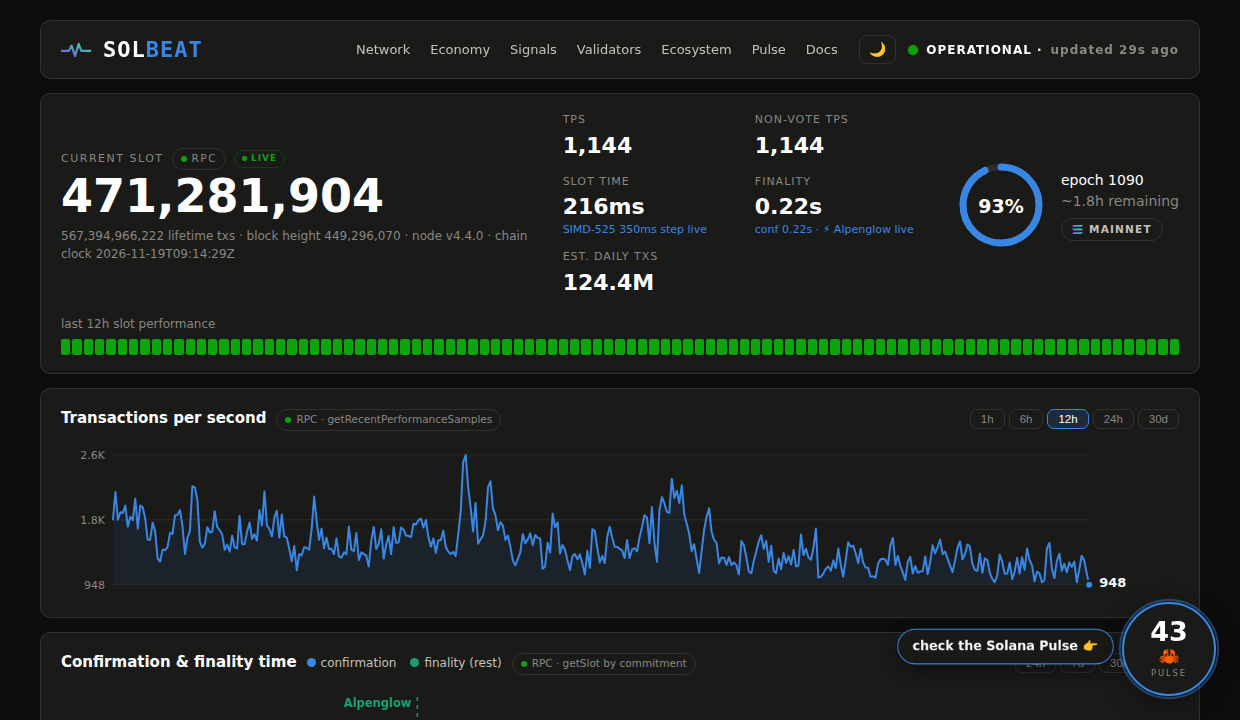 SOLBEAT
Network Economy Signals Validators Ecosystem Pulse Docs
OPERATIONAL · updated 29s ago
CURRENT SLOT RPC LIVE
471,281,904
567,394,966,222 lifetime txs · block height 449,296,070 · node v4.4.0 · chain
clock 2026-11-19T09:14:29Z
TPS
1,144
NON-VOTE TPS
1,144
SLOT TIME
216ms
SIMD-525 350ms step live
FINALITY
0.22s
conf 0.22s · ⚡ Alpenglow live
EST. DAILY TXS
124.4M
93%
epoch 1090
~1.8h remaining
MAINNET
last 12h slot performance
Transactions per second RPC · getRecentPerformanceSamples
1h 6h 12h 24h 30d
2.6K
1.8K
948
948
Confirmation & finality time confirmation finality (rest) RPC · getSlot by commitment
Alpenglow
check the Solana Pulse 👉
43
PULSE